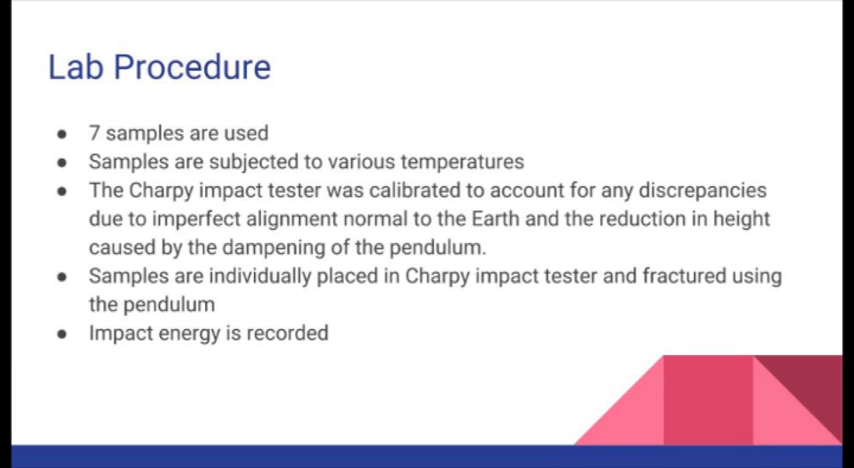 Lab Procedure
● 7 samples are used
● Samples are subjected to various temperatures
● The Charpy impact tester was calibrated to account for any discrepancies
due to imperfect alignment normal to the Earth and the reduction in height
caused by the dampening of the pendulum.
● Samples are individually placed in Charpy impact tester and fractured using
the pendulum
● Impact energy is recorded